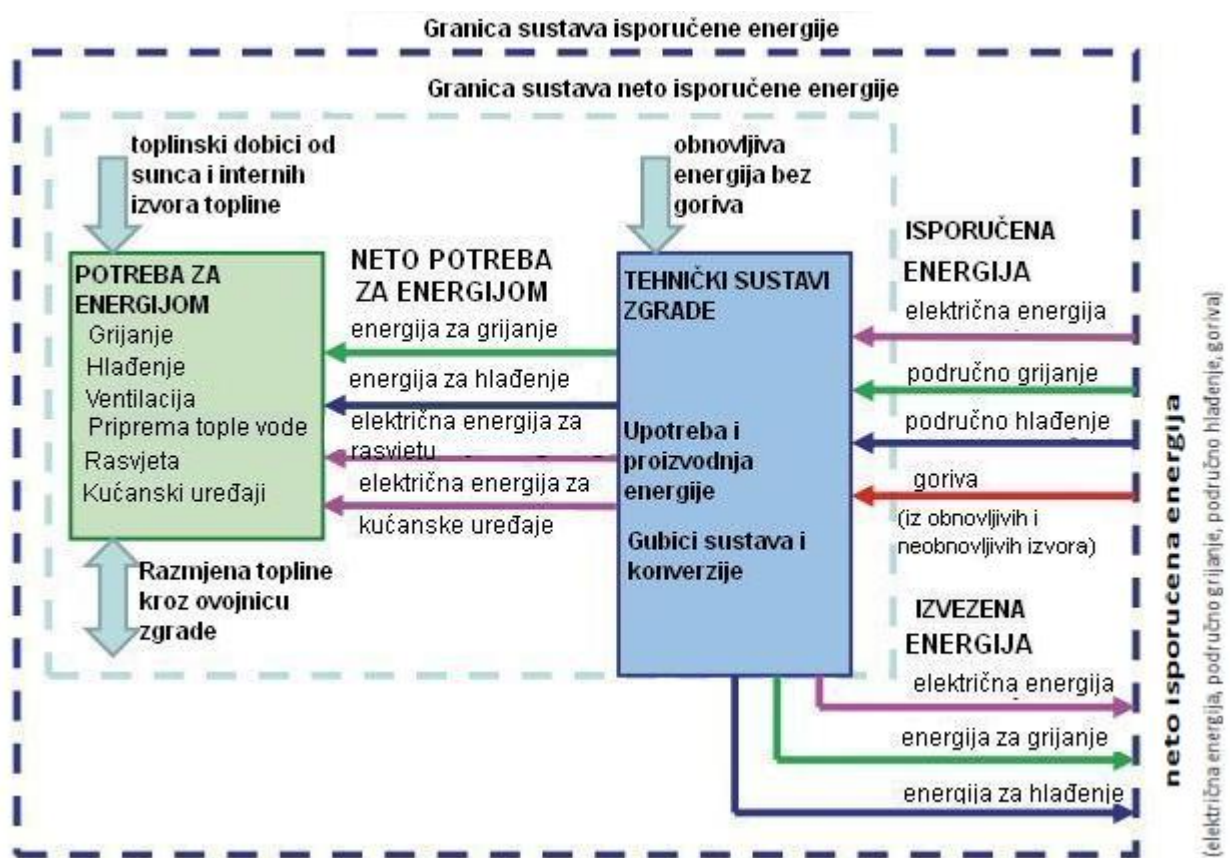 Granica sustava isporučene energije
Granica sustava neto isporučene energije
toplinski dobici od
sunca i internih
izvora topline
obnovljiva
energija bez
goriva
POTREBA ZA
ENERGIJOM
Grijanje
Hlađenje
Ventilacija
Priprema tople vode
Rasvjeta
Kućanski uređaji
NETO POTREBA
ZA ENERGIJOM
energija za grijanje
energija za hlađenje
električna energija za
rasvjetu
električna energija za
kućanske uređaje
TEHNIČKI SUSTAVI
ZGRADE
Upotreba i
proizvodnja
energije
Gubici sustava i
konverzije
ISPORUČENA
ENERGIJA
električna energija
područno grijanje
područno hlađenje
goriva
(iz obnovljivih i
neobnovljivih izvora)
Razmjena topline
kroz ovojnicu
zgrade
IZVEZENA
ENERGIJA
električna energija
energija za grijanje
energija za hlađenje
neto isporučena energija
(električna energija, područno grijanje, područno hlađenje, goriva)